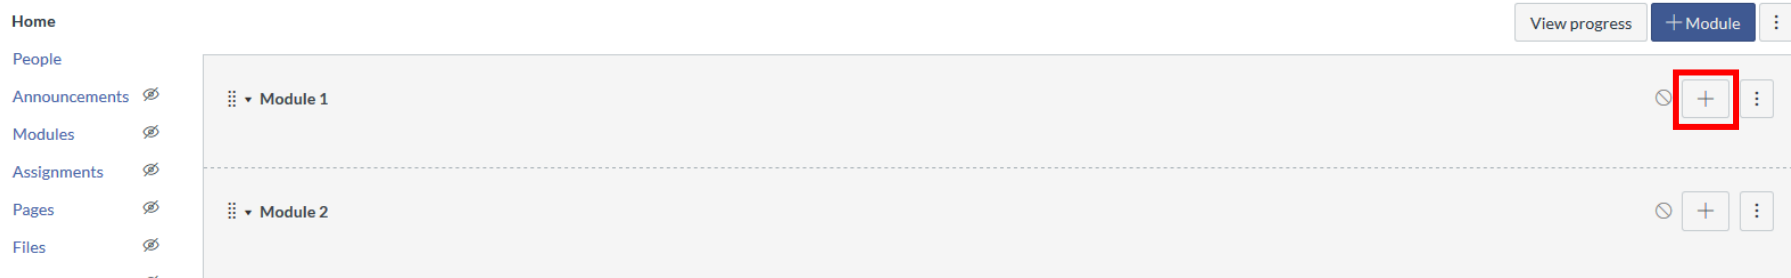 Home
View progress
+ Module
People
Announcements
Module 1
Modules
Assignments
Pages
Module 2
Files